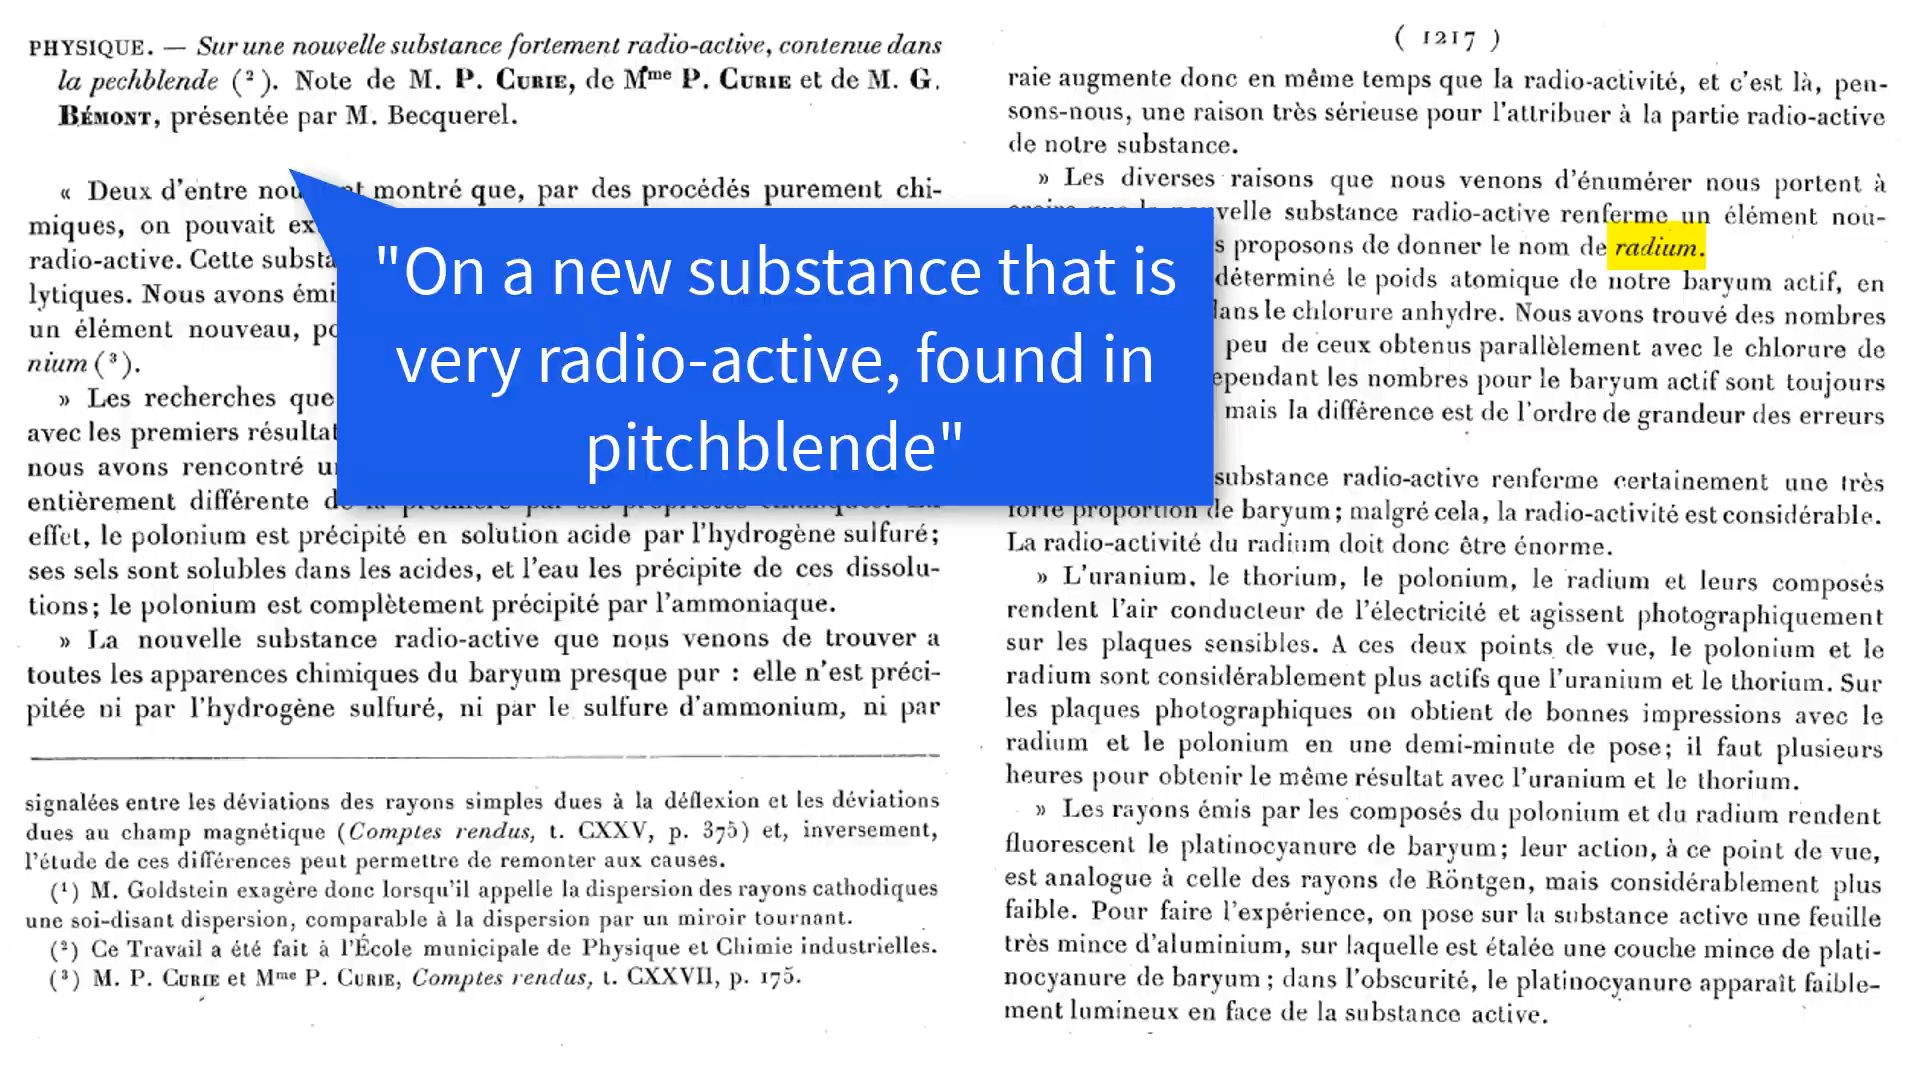 PHYSIQUE. — Sur une nouvelle substance fortement radio-active, contenue dans
la pechblende (²). Note de M. P. CURIE, de Mᵐᵉ P. CURIE et de M. G.
BÉMONT, présentée par M. Becquerel.
« Deux d'entre montré que, par des procédés purement chi-
miques, on pouvait
radio-active. Cette
lytiques. Nous avons
un élément nouveau,
nium (³).
» Les recherches que
avec les premiers
nous avons rencontré
entièrement différente
effet, le polonium est précipité en solution acide par l'hydrogène sulfuré;
ses sels sont solubles dans les acides, et l'eau les précipite de ces dissolu-
tions; le polonium est complètement précipité par l'ammoniaque.
» La nouvelle substance radio-active que nous venons de trouver a
toutes les apparences chimiques du baryum presque pur : elle n'est préci-
pitée ni par l'hydrogène sulfuré, ni par le sulfure d'ammonium, ni par
signalées entre les déviations des rayons simples dues à la déflexion et les déviations
dues au champ magnétique (Comptes rendus, t. CXXV, p. 375) et, inversement,
l'étude de ces différences peut permettre de remonter aux causes.
(¹) M. Goldstein exagère donc lorsqu'il appelle la dispersion des rayons cathodiques
une soi-disant dispersion, comparable à la dispersion par un miroir tournant.
(²) Ce Travail a été fait à l'École municipale de Physique et Chimie industrielles.
(³) M. P. CURIE et Mᵐᵉ P. CURIE, Comptes rendus, t. CXXVII, p. 175.
"On a new substance that is
very radio-active, found in
pitchblende"
( 1217 )
raie augmente donc en même temps que la radio-activité, et c'est là, pen-
sons-nous, une raison très sérieuse pour l'attribuer à la partie radio-active
de notre substance.
» Les diverses raisons que nous venons d'énumérer nous portent à
substance radio-active renferme un élément nou-
proposons de donner le nom de radium.
déterminé le poids atomique de notre baryum actif, en
dans le chlorure anhydre. Nous avons trouvé des nombres
peu de ceux obtenus parallèlement avec le chlorure de
les nombres pour le baryum actif sont toujours
mais la différence est de l'ordre de grandeur des erreurs
substance radio-active renferme certainement une très
forte proportion de baryum; malgré cela, la radio-activité est considérable.
La radio-activité du radium doit donc être énorme.
» L'uranium, le thorium, le polonium, le radium et leurs composés
rendent l'air conducteur de l'électricité et agissent photographiquement
sur les plaques sensibles. A ces deux points de vue, le polonium et le
radium sont considérablement plus actifs que l'uranium et le thorium. Sur
les plaques photographiques on obtient de bonnes impressions avec le
radium et le polonium en une demi-minute de pose; il faut plusieurs
heures pour obtenir le même résultat avec l'uranium et le thorium.
» Les rayons émis par les composés du polonium et du radium rendent
fluorescent le platinocyanure de baryum; leur action, à ce point de vue,
est analogue à celle des rayons de Röntgen, mais considérablement plus
faible. Pour faire l'expérience, on pose sur la substance active une feuille
très mince d'aluminium, sur laquelle est étalée une couche mince de plati-
nocyanure de baryum; dans l'obscurité, le platinocyanure apparaît faible-
ment lumineux en face de la substance active.